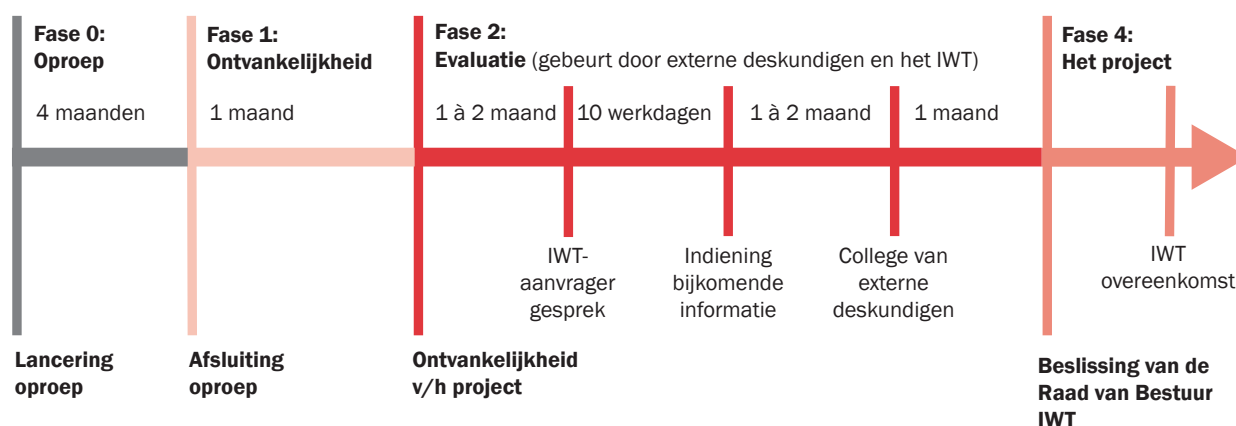 Fase 0:
Oproep
4 maanden
Fase 1:
Ontvankelijkheid
1 maand
Fase 2:
Evaluatie (gebeurt door externe deskundigen en het IWT)
1 à 2 maand
10 werkdagen
1 à 2 maand
1 maand
Fase 4:
Het project
IWT-
aanvrager
gesprek
Indiening
bijkomende
informatie
College van
externe
deskundigen
IWT
overeenkomst
Lancering
oproep
Afsluiting
oproep
Ontvankelijkheid
v/h project
Beslissing van de
Raad van Bestuur
IWT